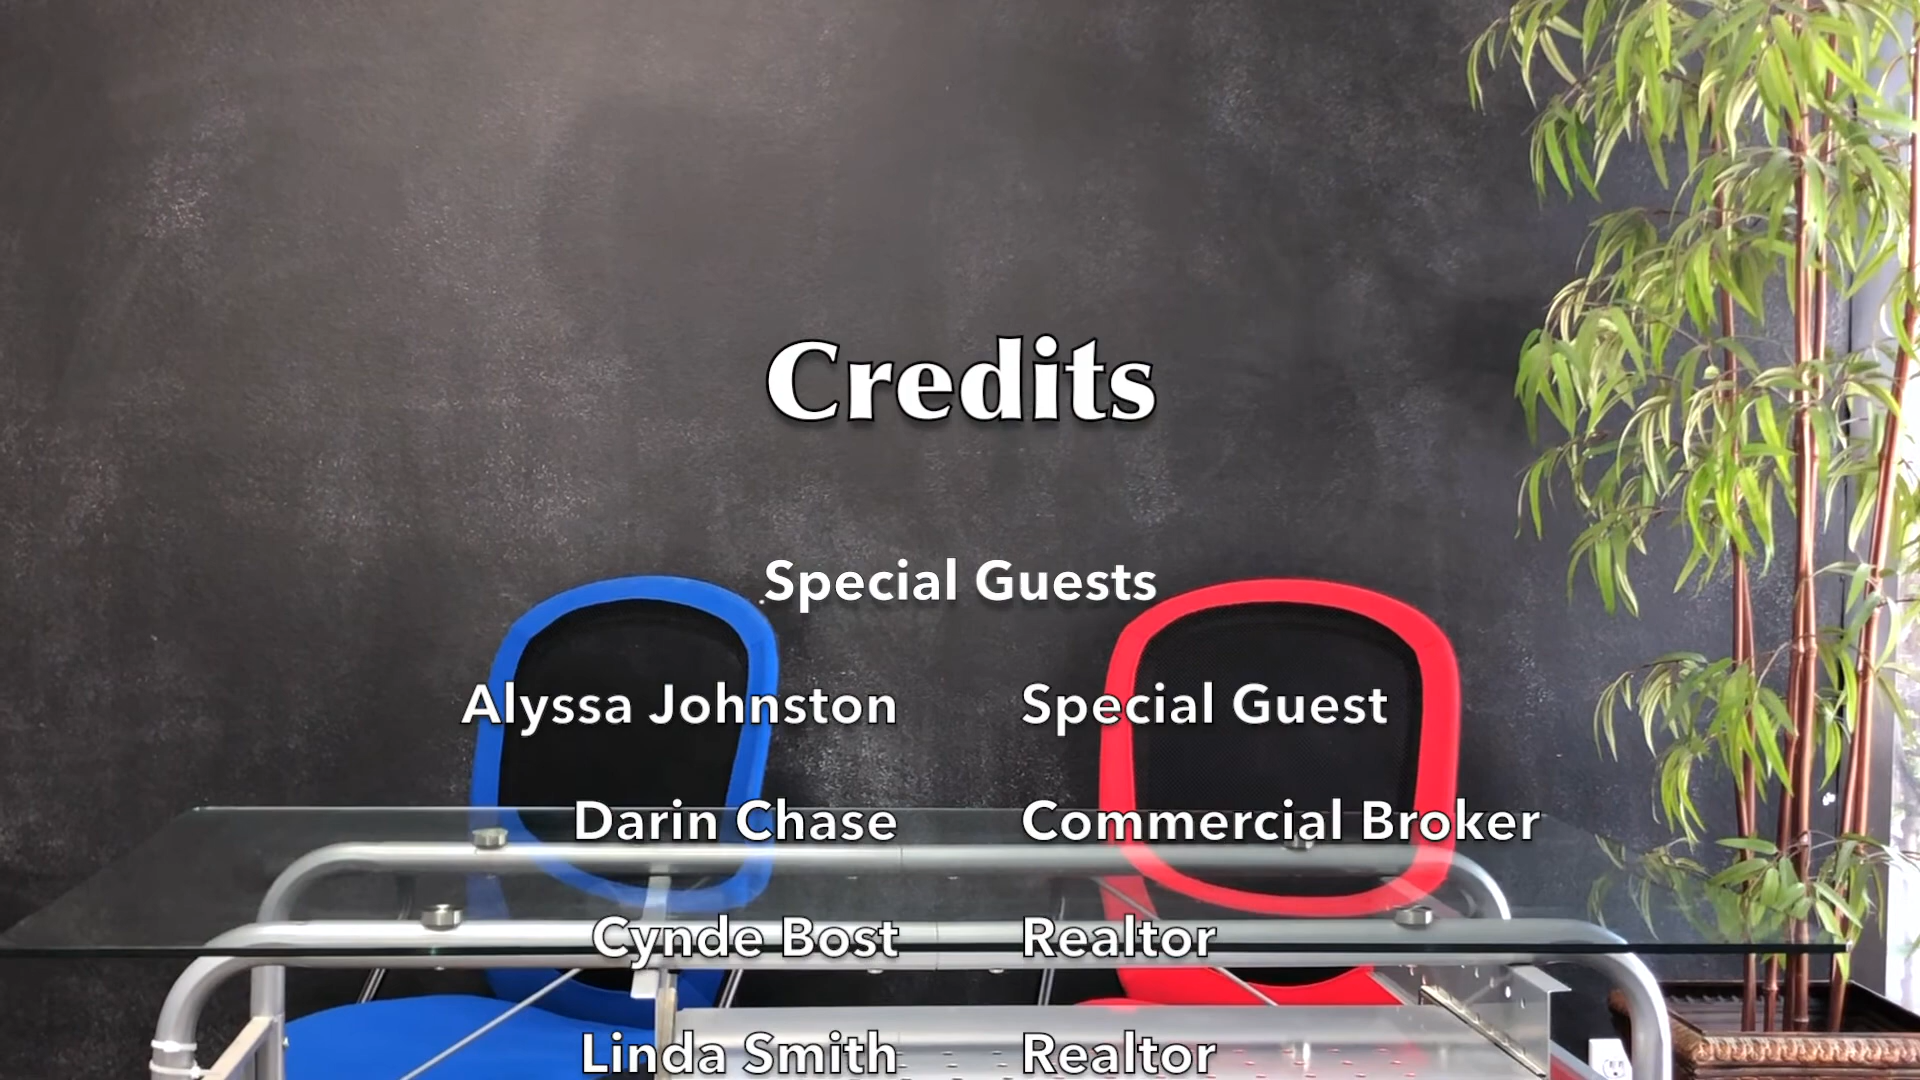 Credits
Special Guests
Alyssa Johnston Special Guest
Darin Chase Commercial Broker
Cynde Bost Realtor
Linda Smith Realtor